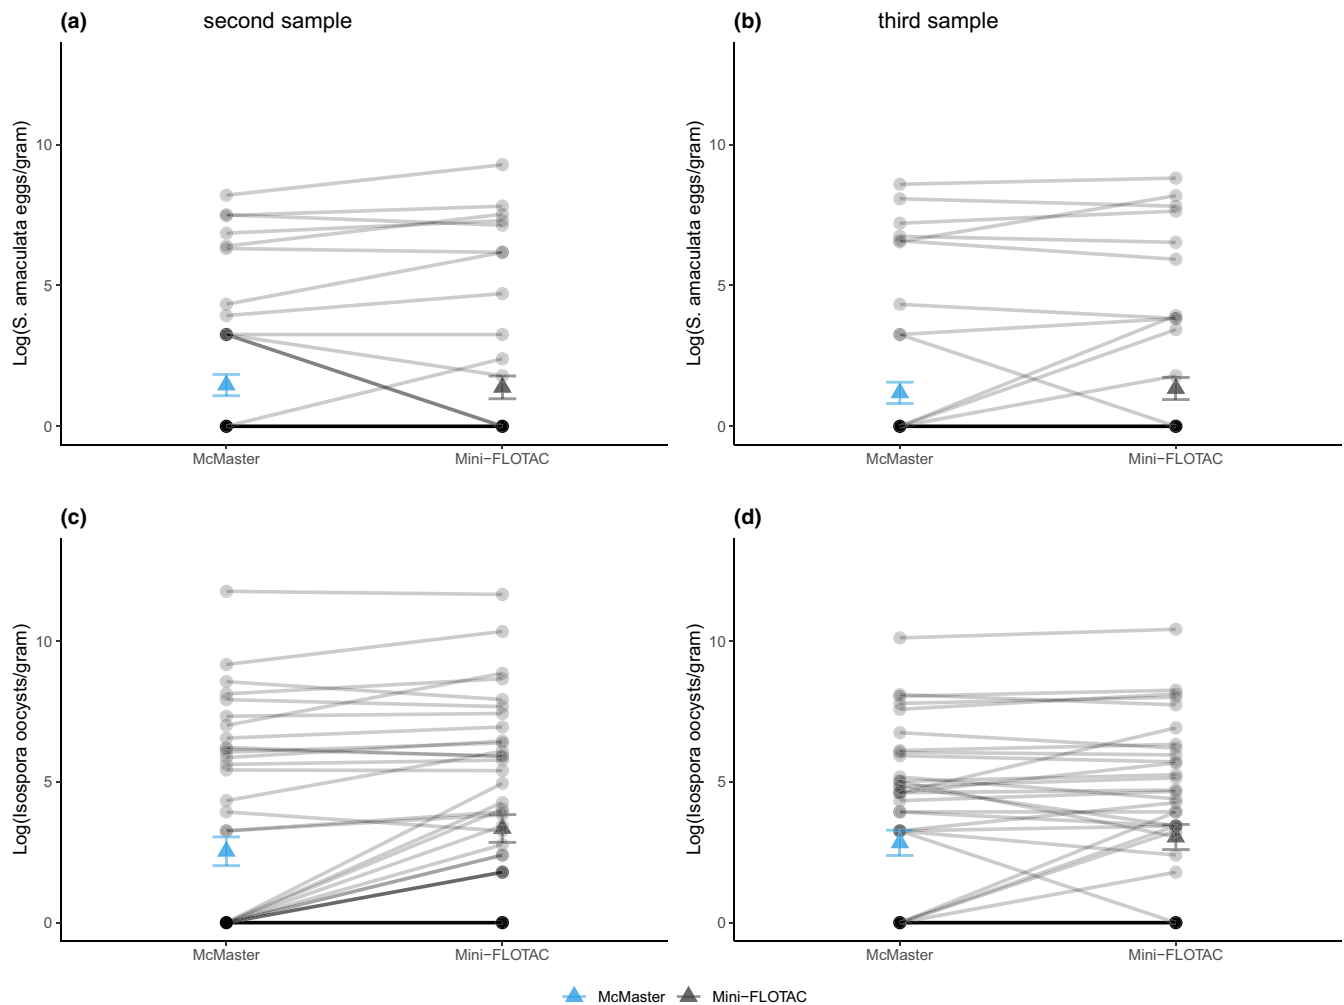 (a) second sample
(b) third sample
Log(S. amaculata eggs/gram)
10
5
0
McMaster Mini−FLOTAC
Log(S. amaculata eggs/gram)
10
5
0
McMaster Mini−FLOTAC
(c)
(d)
Log(Isospora oocysts/gram)
10
5
0
McMaster Mini−FLOTAC
Log(Isospora oocysts/gram)
10
5
0
McMaster Mini−FLOTAC
McMaster Mini−FLOTAC